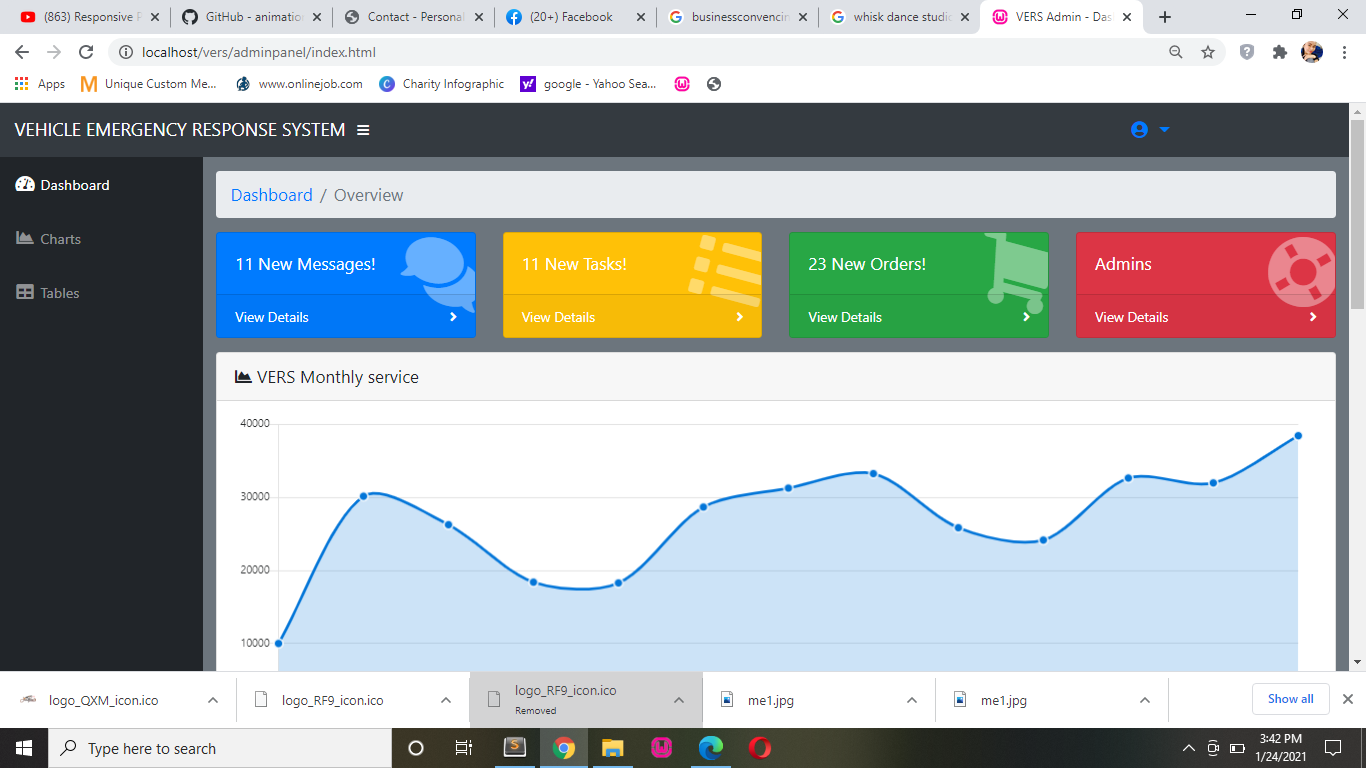 (863) Responsive P
GitHub - animatio
Contact - Personal
(20+) Facebook
businessconvencin
whisk dance studio
VERS Admin - Das
localhost/vers/adminpanel/index.html
Apps
Unique Custom Me...
www.onlinejob.com
Charity Infographic
google - Yahoo Sea...
VEHICLE EMERGENCY RESPONSE SYSTEM
Dashboard
Charts
Tables
Dashboard / Overview
11 New Messages!
View Details
11 New Tasks!
View Details
23 New Orders!
View Details
Admins
View Details
VERS Monthly service
40000
30000
20000
10000
logo_QXM_icon.ico
logo_RF9_icon.ico
logo_RF9_icon.ico
Removed
me1.jpg
me1.jpg
Show all
Type here to search
3:42 PM
1/24/2021